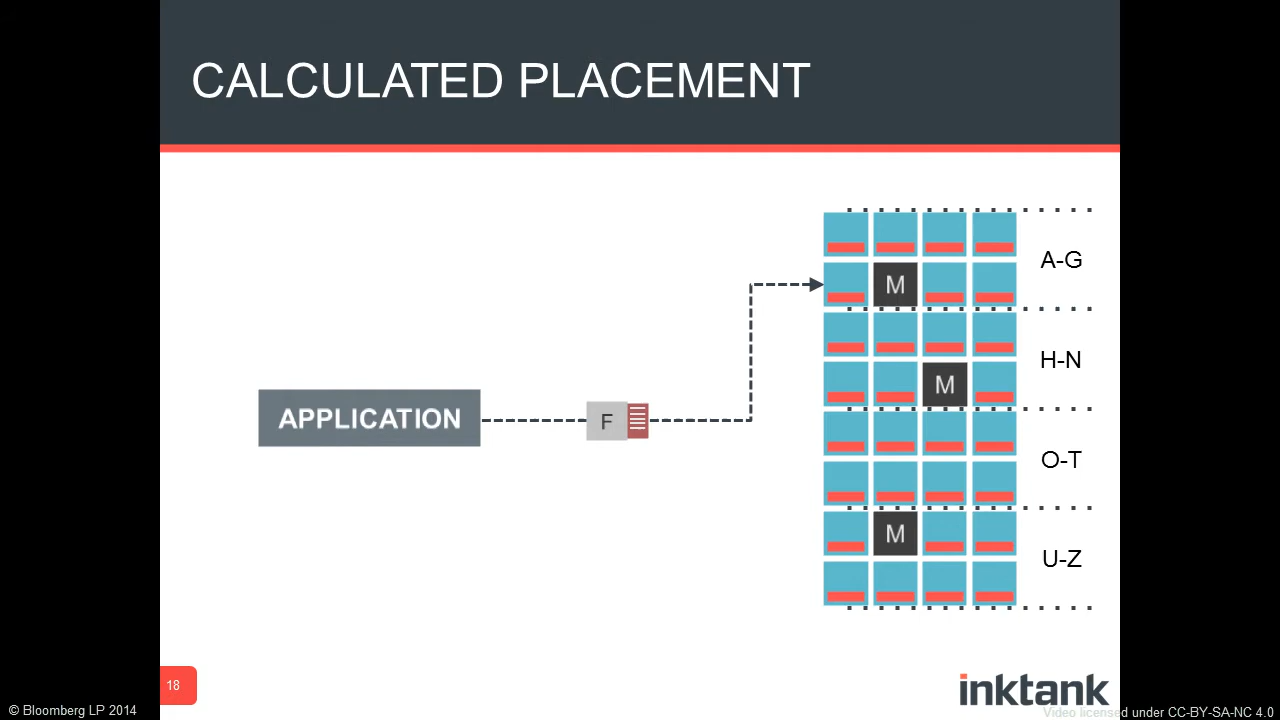 CALCULATED PLACEMENT
A-G
M
H-N
M
APPLICATION
F
O-T
M
U-Z
18
inktank
© Bloomberg LP 2014
Video licensed under CC-BY-SA-NC 4.0